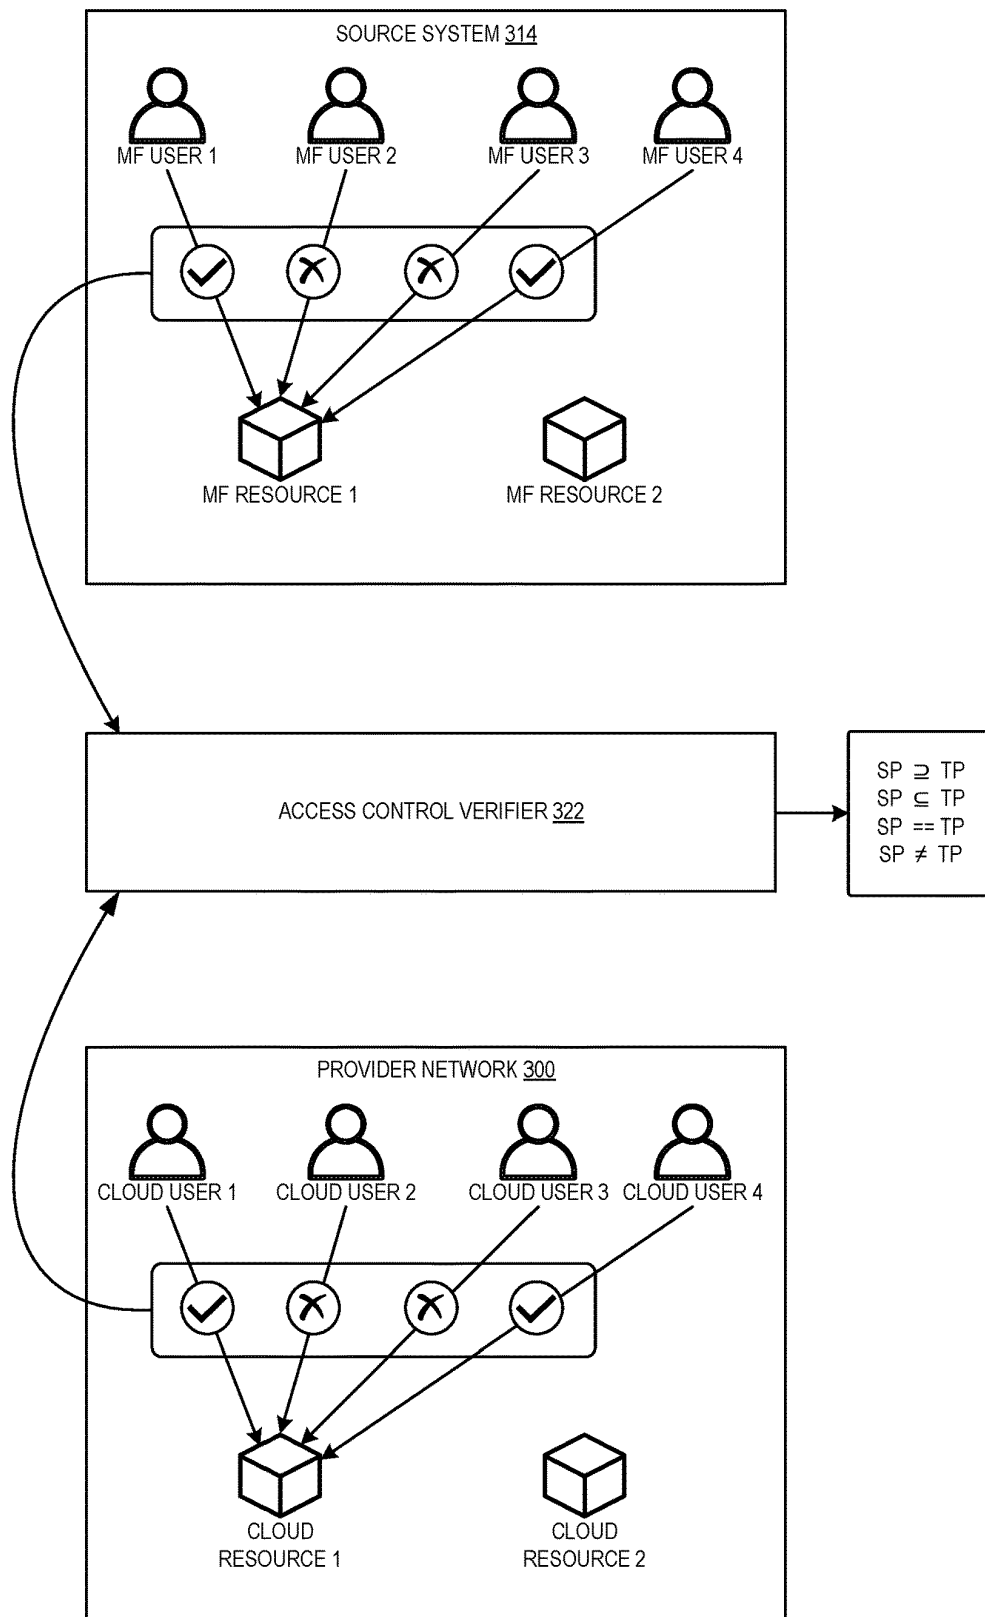 SOURCE SYSTEM 314
MF USER 1 MF USER 2 MF USER 3 MF USER 4
MF RESOURCE 1 MF RESOURCE 2
ACCESS CONTROL VERIFIER 322
SP ⊇ TP
SP ⊆ TP
SP == TP
SP ≠ TP
PROVIDER NETWORK 300
CLOUD USER 1 CLOUD USER 2 CLOUD USER 3 CLOUD USER 4
CLOUD
RESOURCE 1
CLOUD
RESOURCE 2